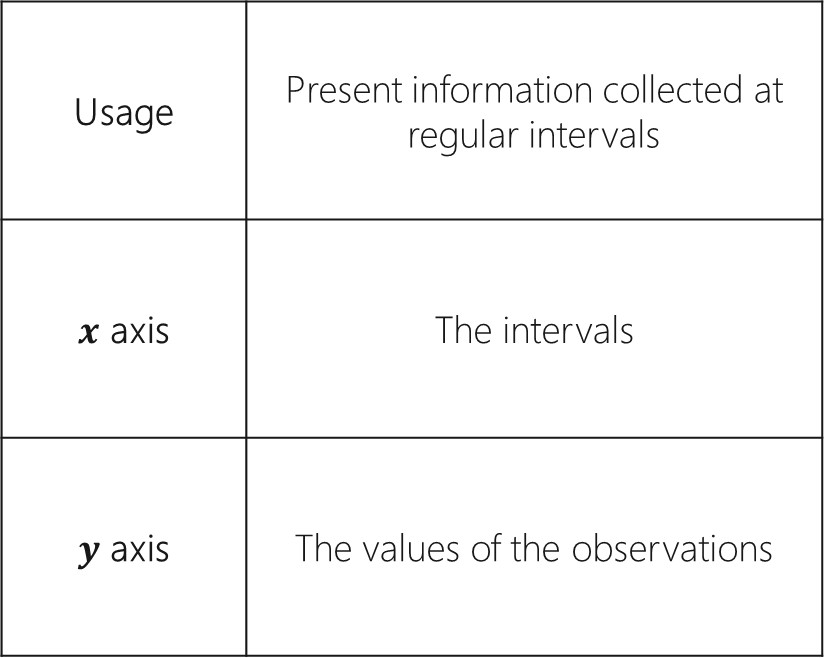 Usage
Present information collected at
regular intervals
x axis
The intervals
y axis
The values of the observations